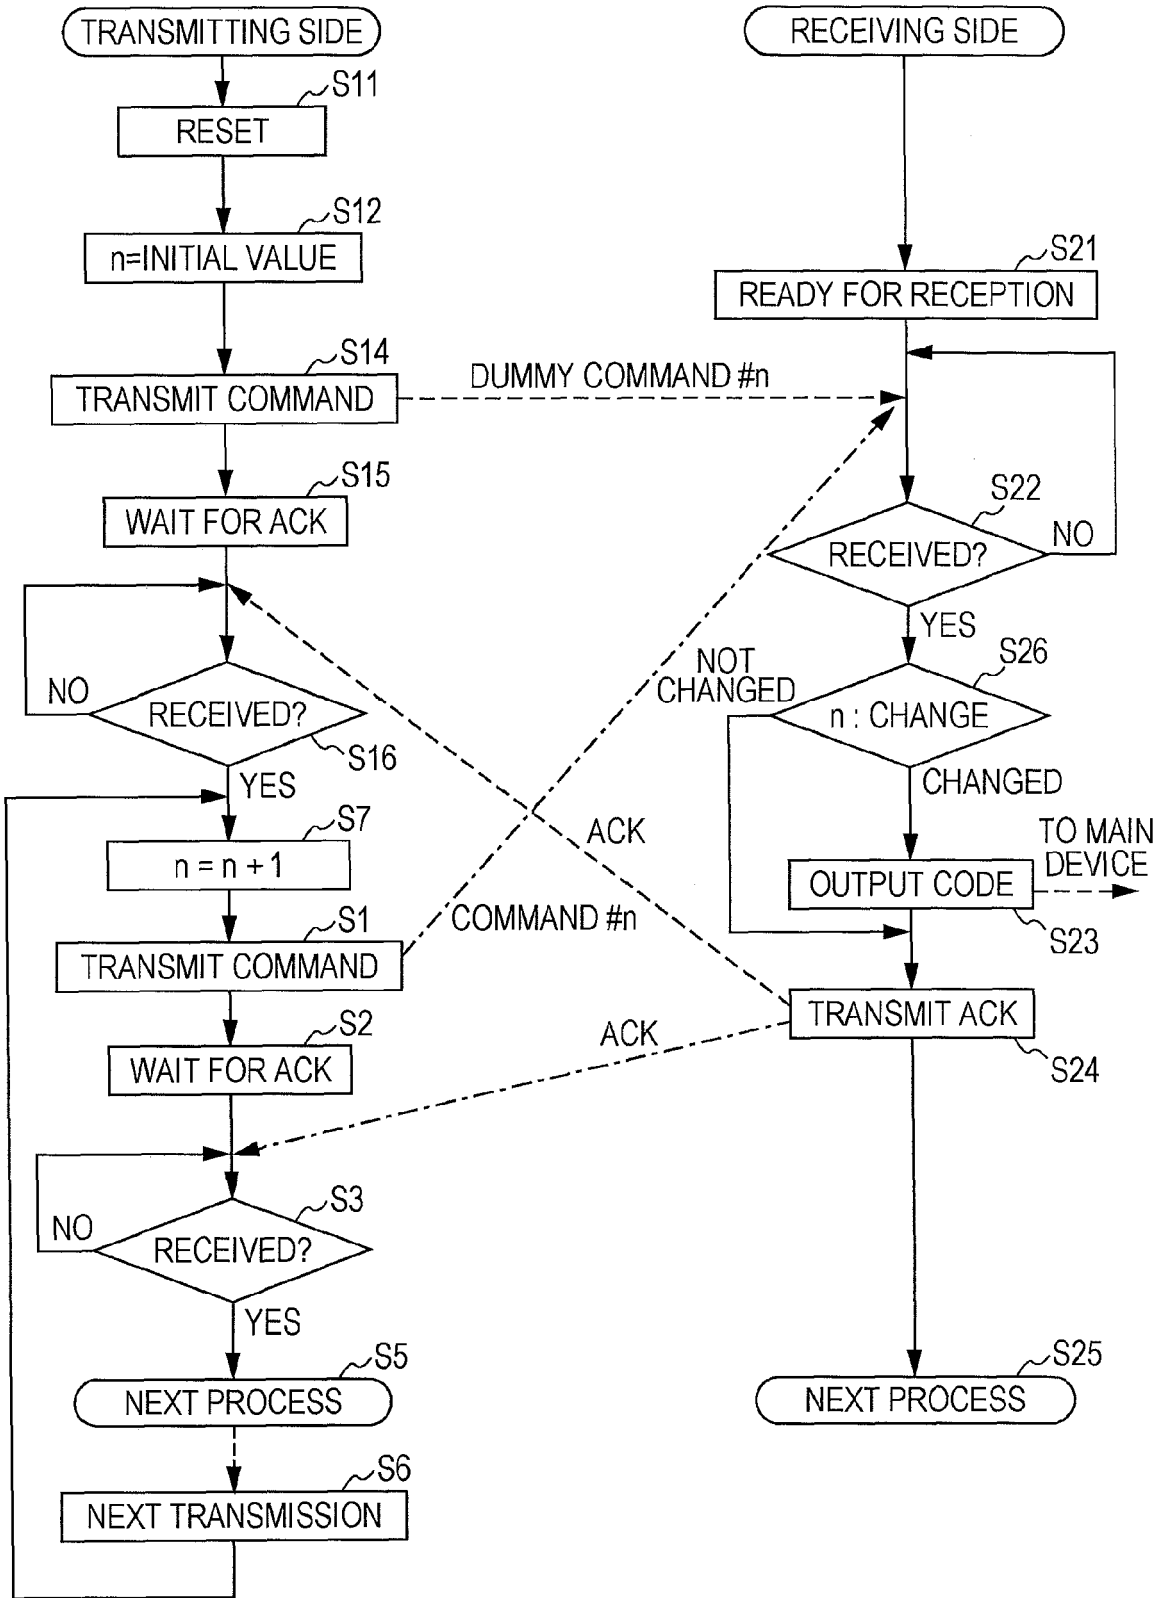 TRANSMITTING SIDE
S11
RESET
S12
n=INITIAL VALUE
S14
TRANSMIT COMMAND
DUMMY COMMAND #n
S15
WAIT FOR ACK
NO
RECEIVED?
S16
YES
S7
n = n + 1
S1
TRANSMIT COMMAND
COMMAND #n
S2
WAIT FOR ACK
S3
NO
RECEIVED?
YES
S5
NEXT PROCESS
S6
NEXT TRANSMISSION
RECEIVING SIDE
S21
READY FOR RECEPTION
S22
RECEIVED?
NO
YES
S26
NOT
CHANGED
n : CHANGE
CHANGED
TO MAIN
DEVICE
OUTPUT CODE
S23
ACK
TRANSMIT ACK
ACK
S24
S25
NEXT PROCESS